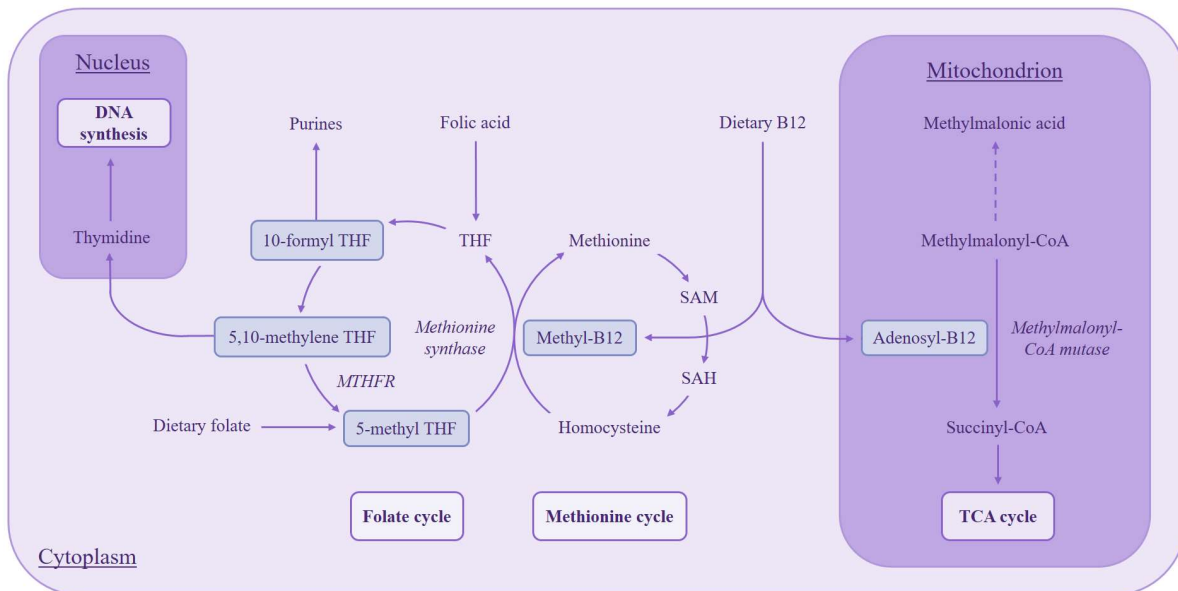 Nucleus
DNA
synthesis
Thymidine
Purines
Folic acid
Dietary B12
10-formyl THF
THF
Methionine
SAM
5,10-methylene THF
Methionine
synthase
Methyl-B12
MTHFR
SAH
Dietary folate
5-methyl THF
Homocysteine
Folate cycle
Methionine cycle
Mitochondrion
Methylmalonic acid
Methylmalonyl-CoA
Adenosyl-B12
Methylmalonyl-
CoA mutase
Succinyl-CoA
TCA cycle
Cytoplasm